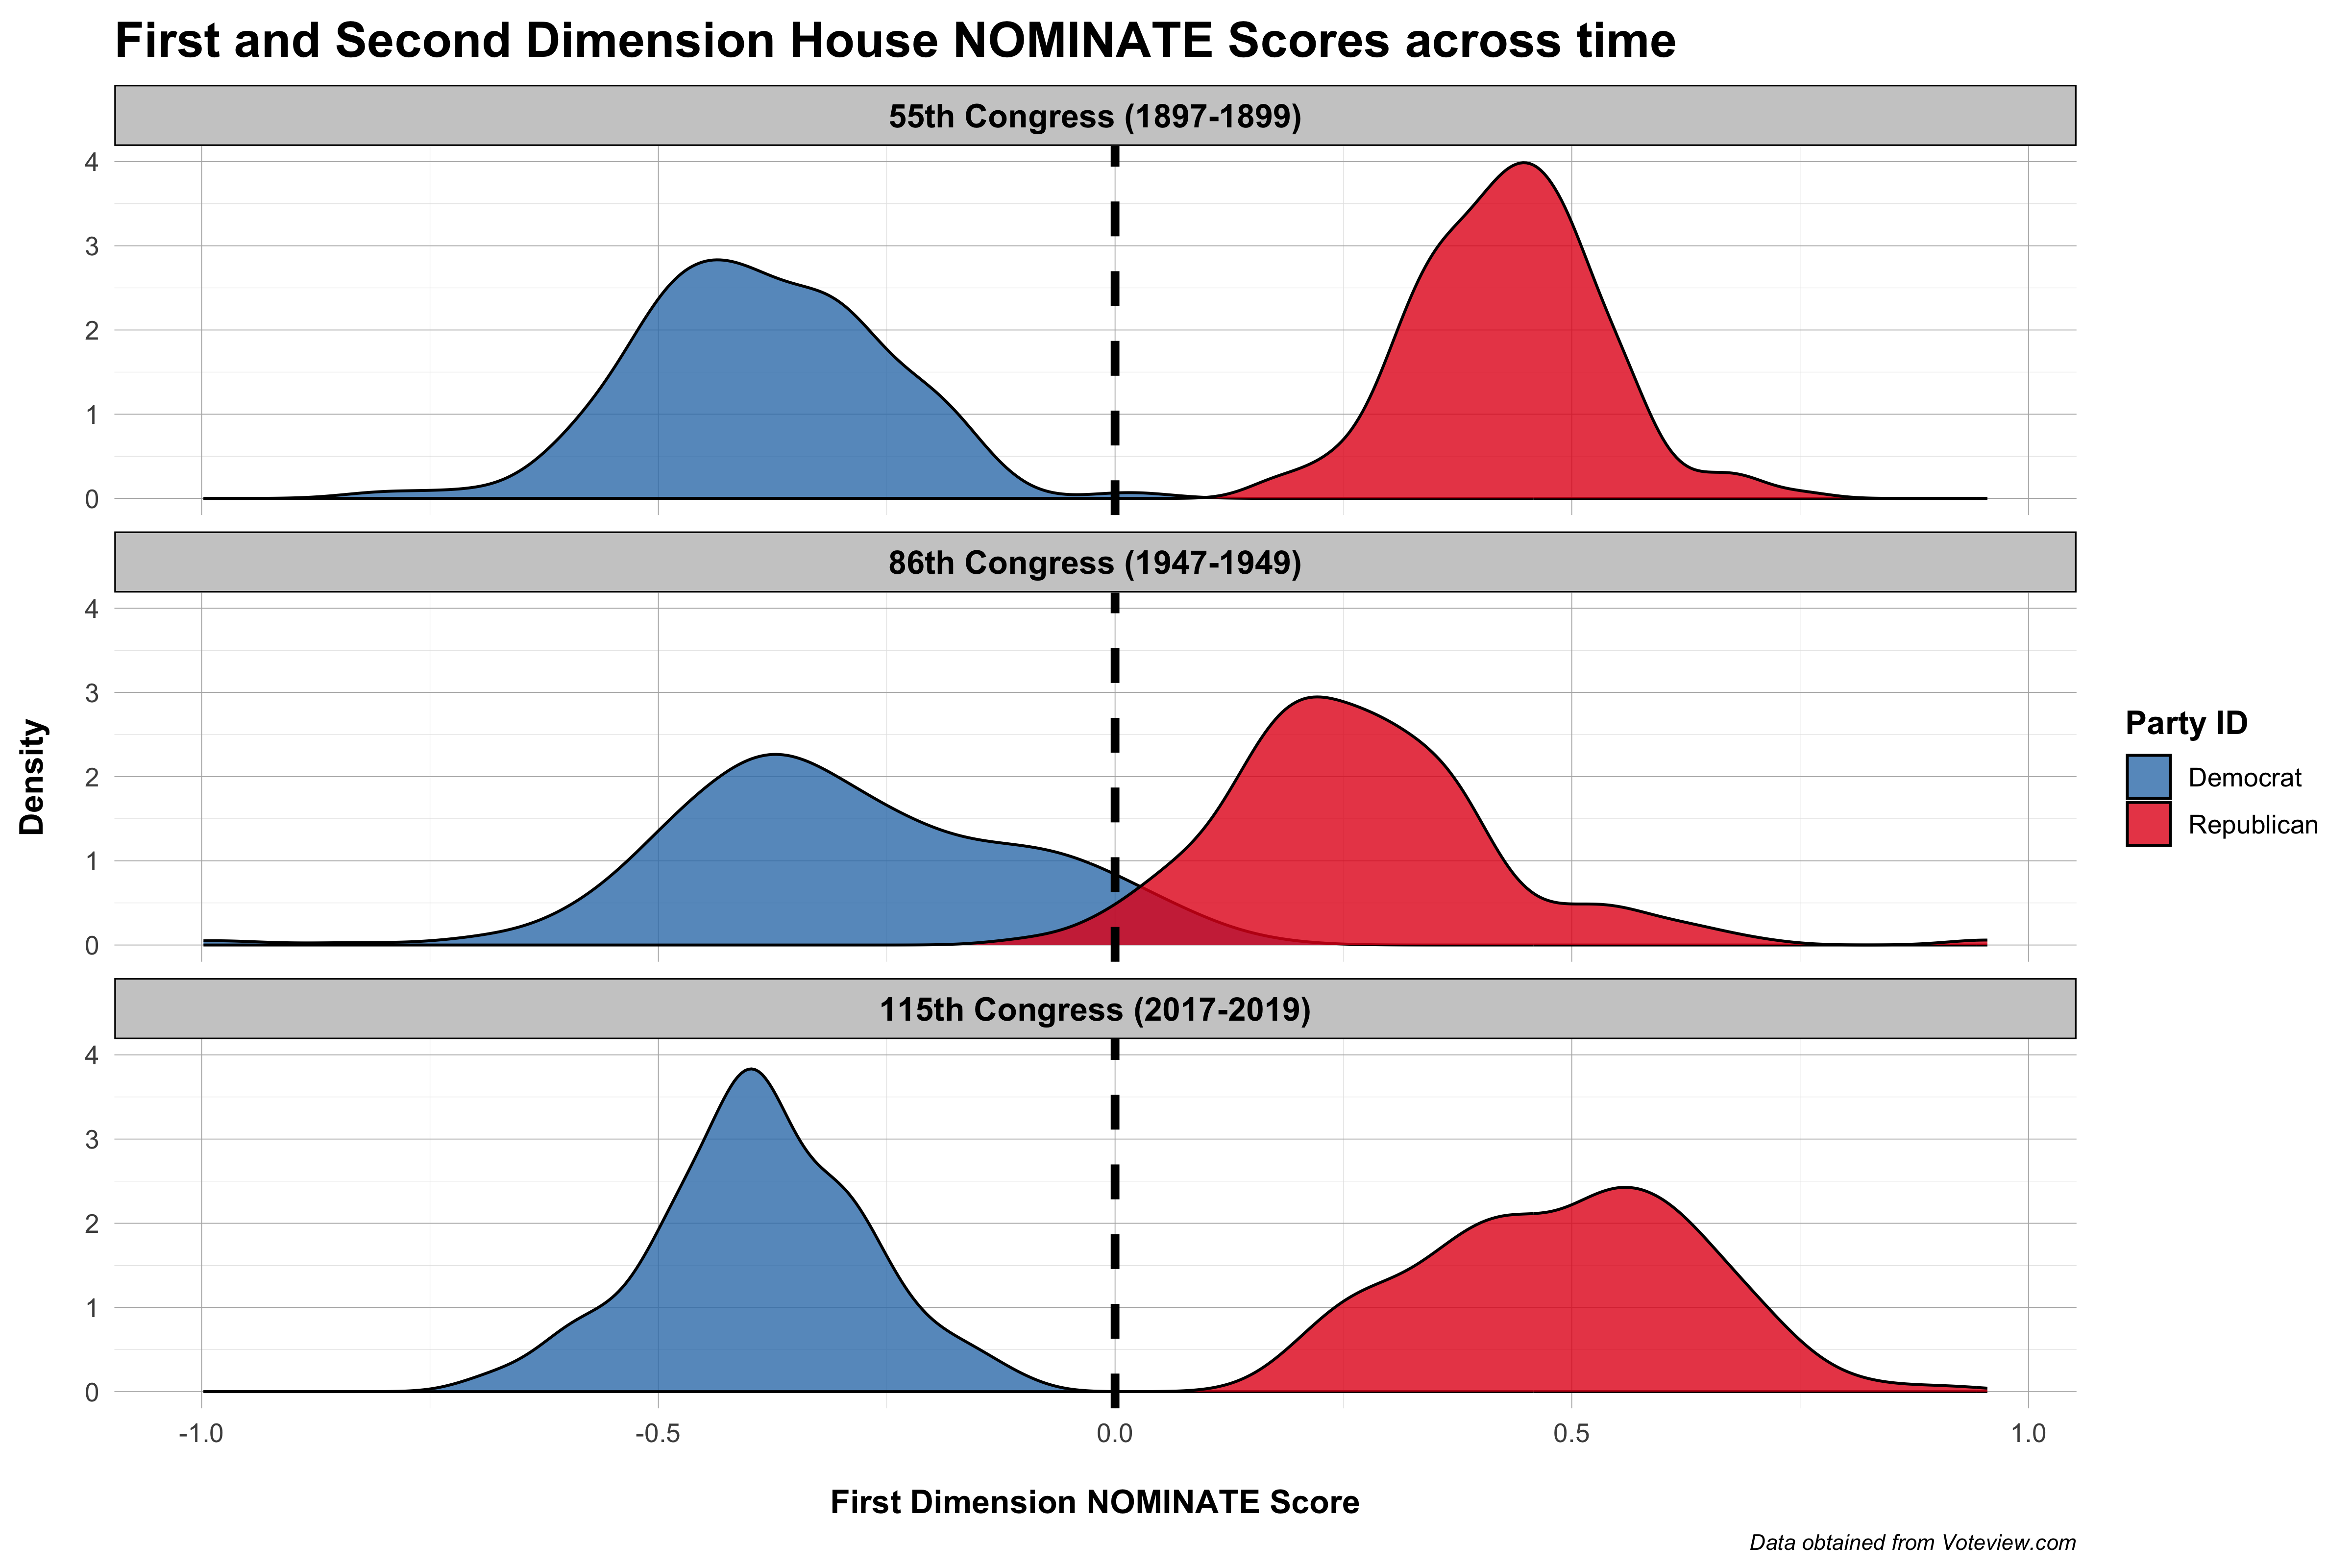 First and Second Dimension House NOMINATE Scores across time
55th Congress (1897-1899)
4
3
2
1
0
86th Congress (1947-1949)
4
3
2
1
0
115th Congress (2017-2019)
4
3
2
1
0
-1.0 -0.5 0.0 0.5 1.0
First Dimension NOMINATE Score
Density
Party ID
Democrat
Republican
Data obtained from Voteview.com